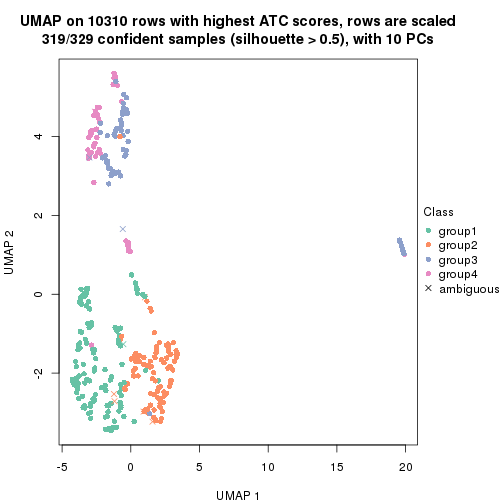 UMAP on 10310 rows with highest ATC scores, rows are scaled
319/329 confident samples (silhouette > 0.5), with 10 PCs
UMAP 2
4
2
0
-2
-5
0
5
10
15
20
UMAP 1
Class
group1
group2
group3
group4
ambiguous